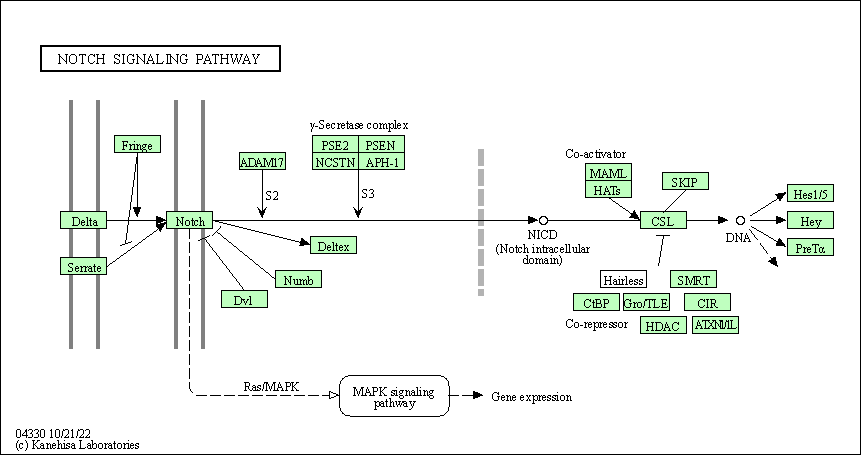 NOTCH SIGNALING PATHWAY
γ-Secretase complex
Fringe
PSE2
PSEN
ADAM17
NCSTN
APH-1
Co-activator
MAML
HATs
SKIP
S2
S3
Delta
Notch
NICD
(Notch intracellular
domain)
CSL
DNA
Hes1/5
Hey
PreTα
Deltex
Serrate
Numb
Dvl
Hairless
SMRT
CtBP
Gro/TLE
CIR
Co-repressor
HDAC
ATXN1/1L
Ras/MAPK
MAPK signaling
pathway
Gene expression
04330 10/21/22
(c) Kanehisa Laboratories